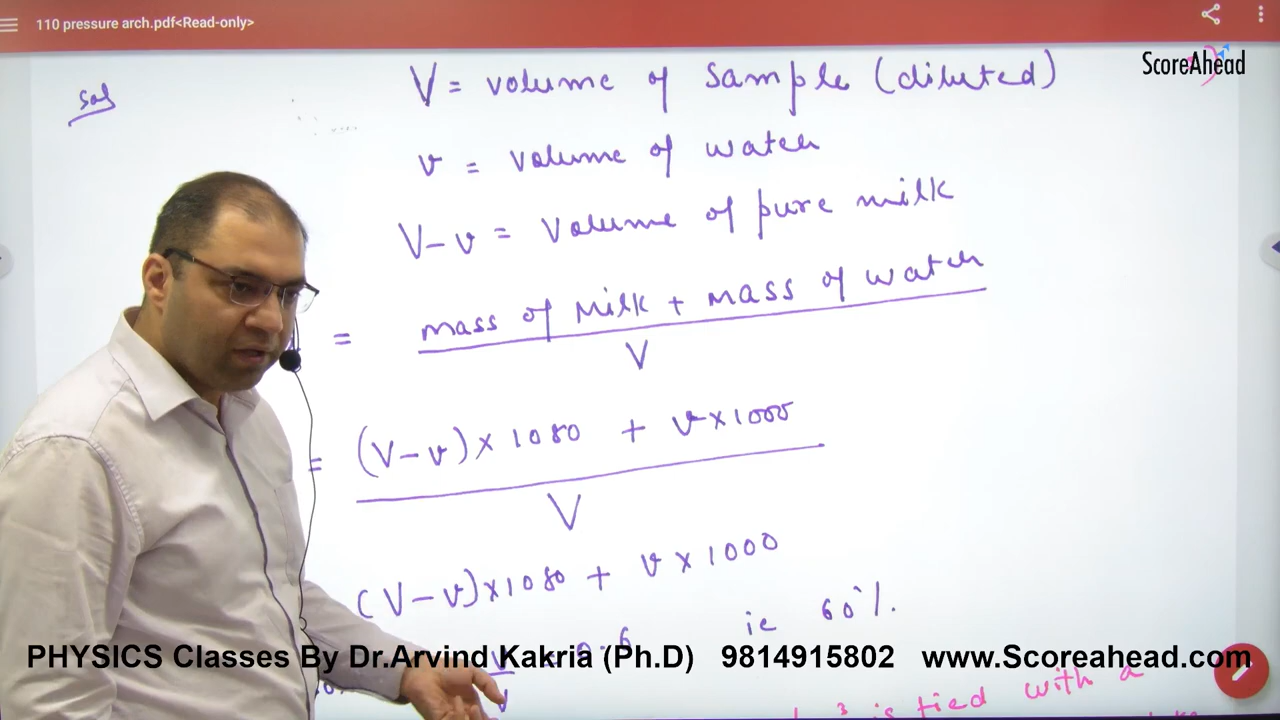 110 pressure arch.pdf<Read-only>
ScoreAhead
Sol
V = volume of sample (diluted)
v = volume of water
V-v = volume of pure milk
= mass of milk + mass of water
V
= (V-v)×1080 + v×1000
V
(V-v)×1080 + v×1000
ie 60%.
PHYSICS Classes By Dr.Arvind Kakria (Ph.D) 9814915802 www.Scoreahead.com
is tied with a